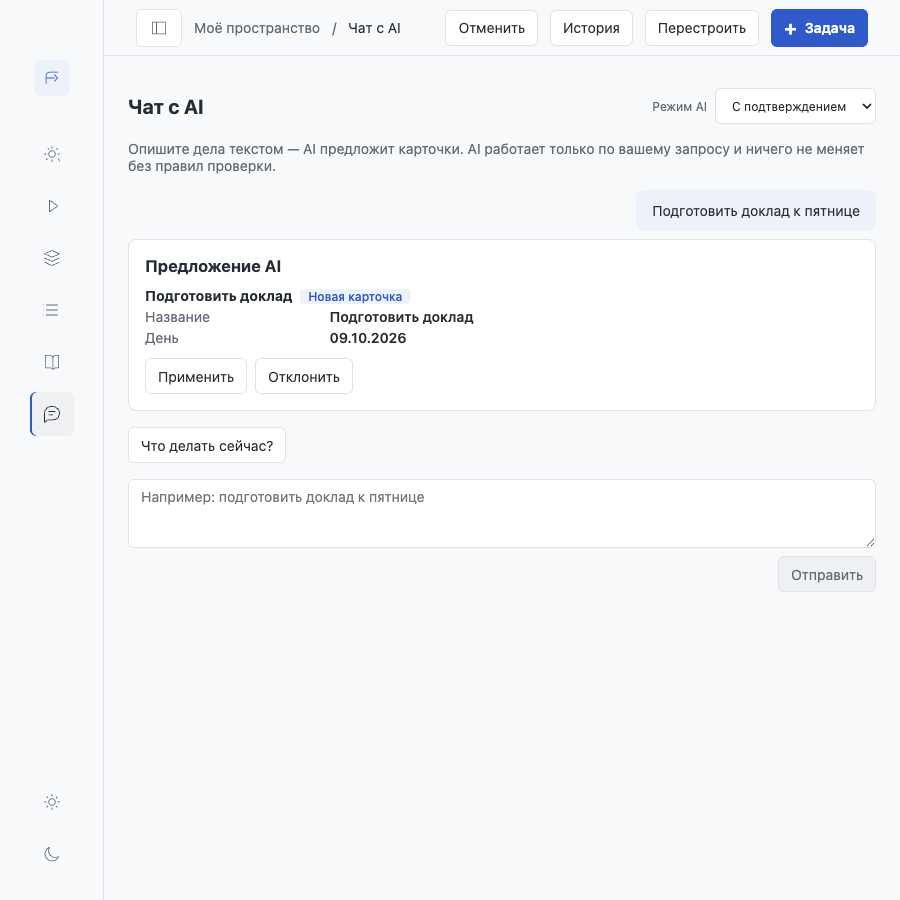 Моё пространство / Чат с AI
Отменить
История
Перестроить
+ Задача
Чат с AI
Режим AI
С подтверждением
Опишите дела текстом — AI предложит карточки. AI работает только по вашему запросу и ничего не меняет
без правил проверки.
Подготовить доклад к пятнице
Предложение AI
Подготовить доклад Новая карточка
Название Подготовить доклад
День 09.10.2026
Применить
Отклонить
Что делать сейчас?
Например: подготовить доклад к пятнице
Отправить